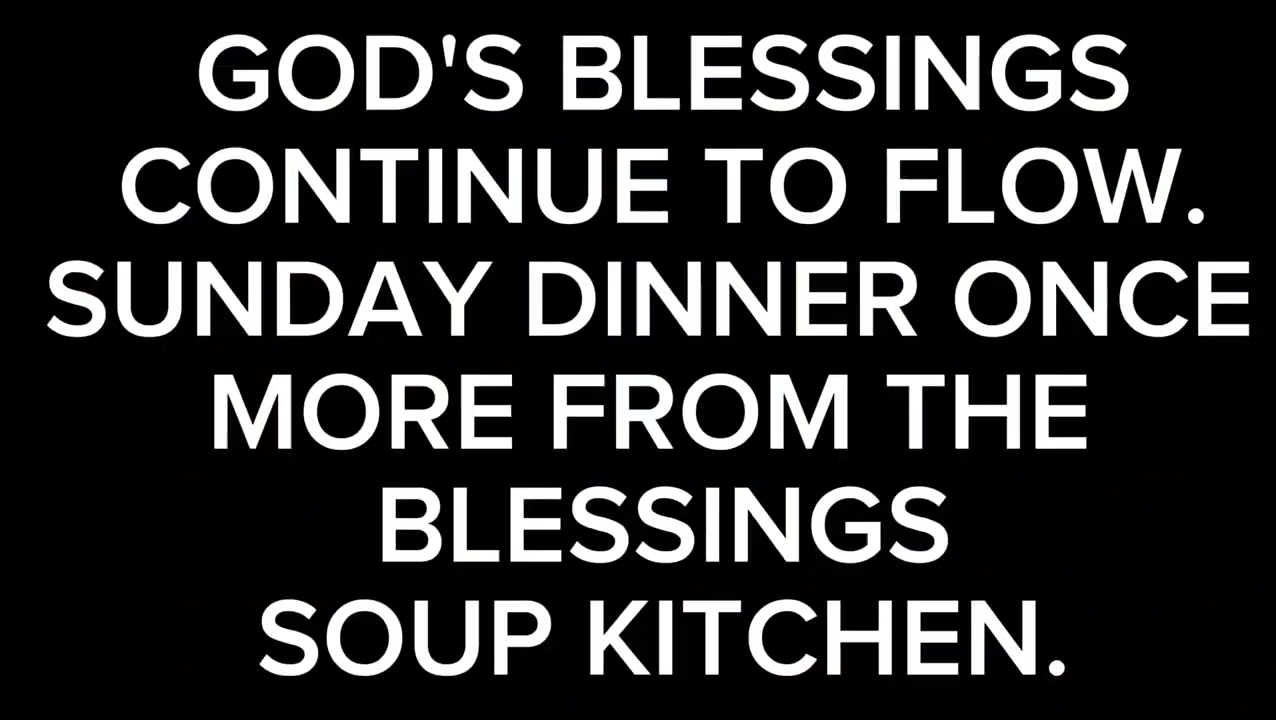 GOD'S BLESSINGS
CONTINUE TO FLOW.
SUNDAY DINNER ONCE
MORE FROM THE
BLESSINGS
SOUP KITCHEN.